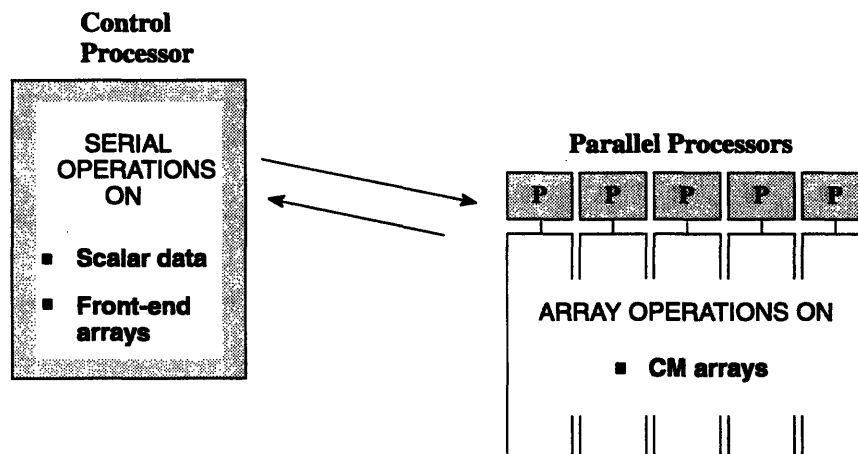 Control
Processor
SERIAL
OPERATIONS
ON
■ Scalar data
■ Front-end
arrays
Parallel Processors
P P P P P
ARRAY OPERATIONS ON
■ CM arrays